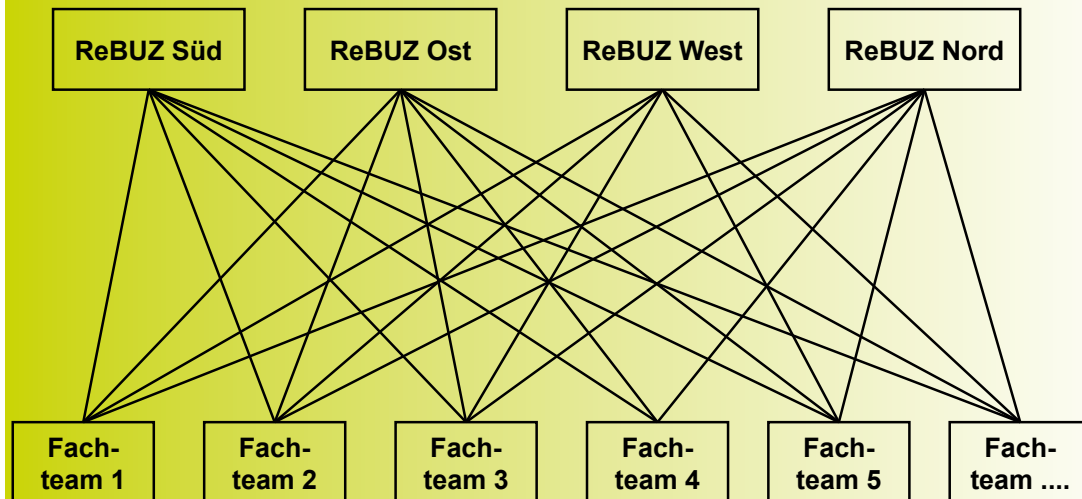 ReBUZ Süd
ReBUZ Ost
ReBUZ West
ReBUZ Nord
Fach-
team 1
Fach-
team 2
Fach-
team 3
Fach-
team 4
Fach-
team 5
Fach-
team ....